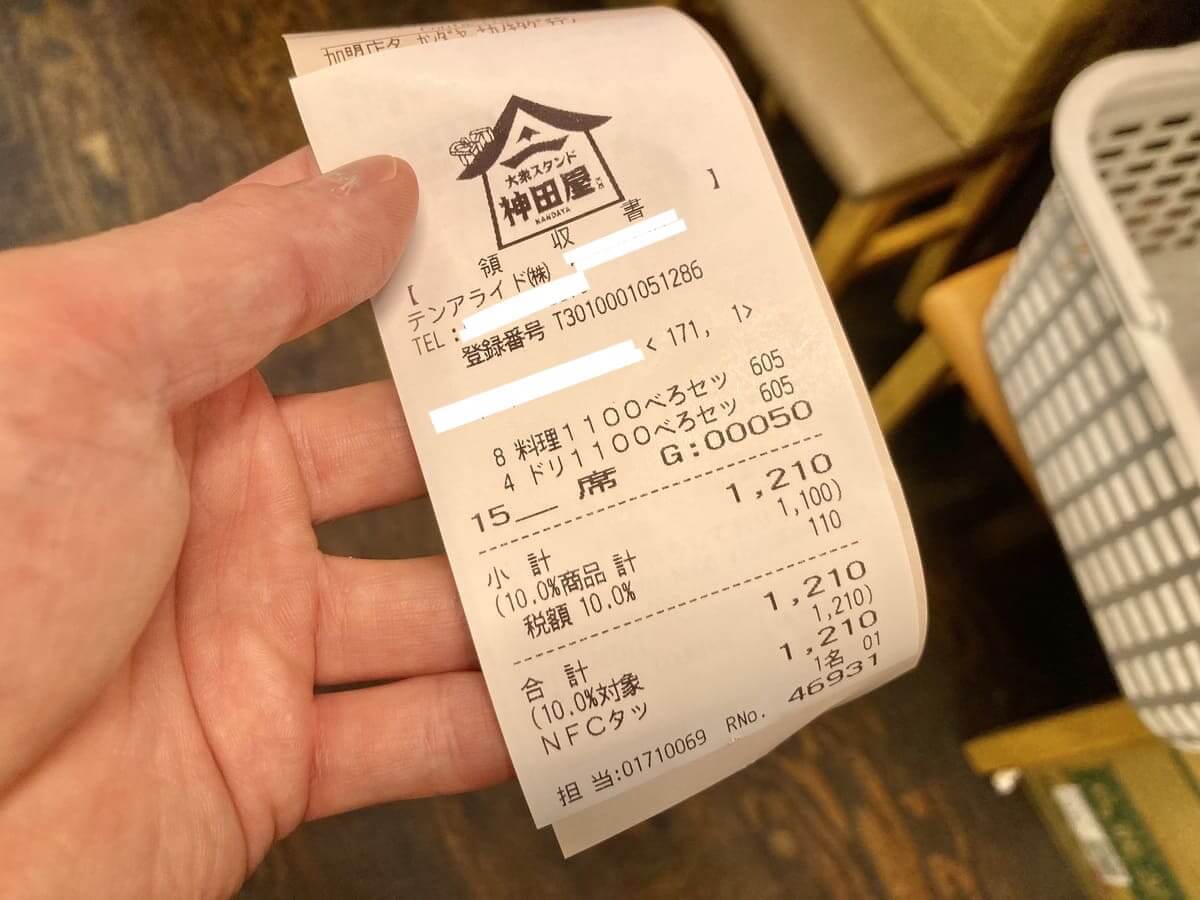 大衆スタンド
神田屋
KANDAYA
【 領 収 書 】
テンアライド㈱
TEL:
登録番号 T3010001051286
< 171, 1>
8 料理１１００べろセツ 605
4 ドリ１１００べろセツ 605
15__ 席 G:00050
小 計 1,210
(10.0%商品 計 1,100)
税額 10.0% 110
合 計 1,210
(10.0%対象 1,210)
ＮＦＣタツ 1,210
1名 01
担 当:01710069 RNo. 46931